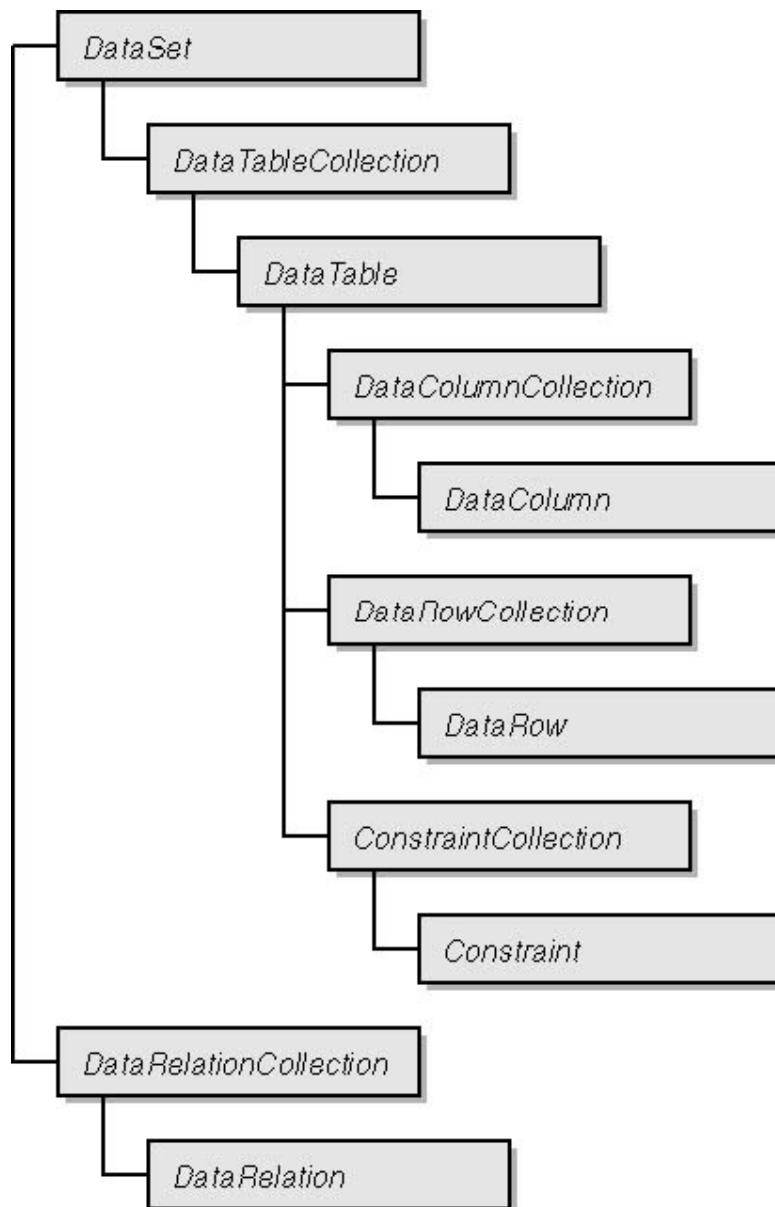 DataSet
DataTableCollection
DataTable
DataColumnCollection
DataColumn
DataRowCollection
DataRow
ConstraintCollection
Constraint
DataRelationCollection
DataRelation